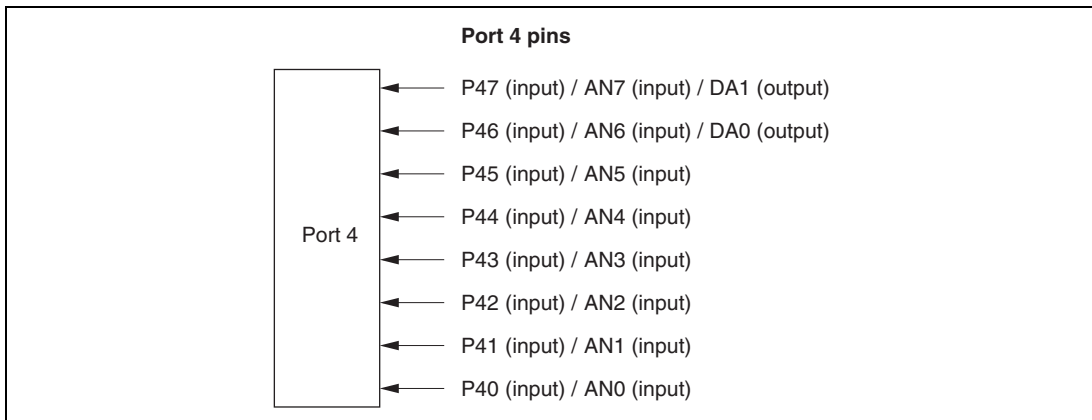 Port 4 pins
P47 (input) / AN7 (input) / DA1 (output)
P46 (input) / AN6 (input) / DA0 (output)
P45 (input) / AN5 (input)
P44 (input) / AN4 (input)
Port 4
P43 (input) / AN3 (input)
P42 (input) / AN2 (input)
P41 (input) / AN1 (input)
P40 (input) / AN0 (input)